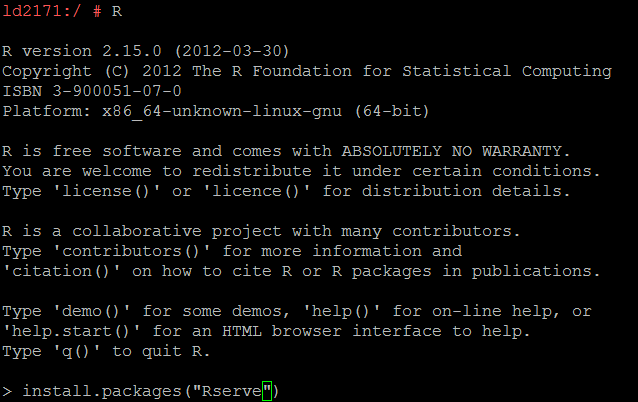 ld2171:/ # R
R version 2.15.0 (2012-03-30)
Copyright (C) 2012 The R Foundation for Statistical Computing
ISBN 3-900051-07-0
Platform: x86_64-unknown-linux-gnu (64-bit)
R is free software and comes with ABSOLUTELY NO WARRANTY.
You are welcome to redistribute it under certain conditions.
Type 'license()' or 'licence()' for distribution details.
R is a collaborative project with many contributors.
Type 'contributors()' for more information and
'citation()' on how to cite R or R packages in publications.
Type 'demo()' for some demos, 'help()' for on-line help, or
'help.start()' for an HTML browser interface to help.
Type 'q()' to quit R.
> install.packages("Rserve")